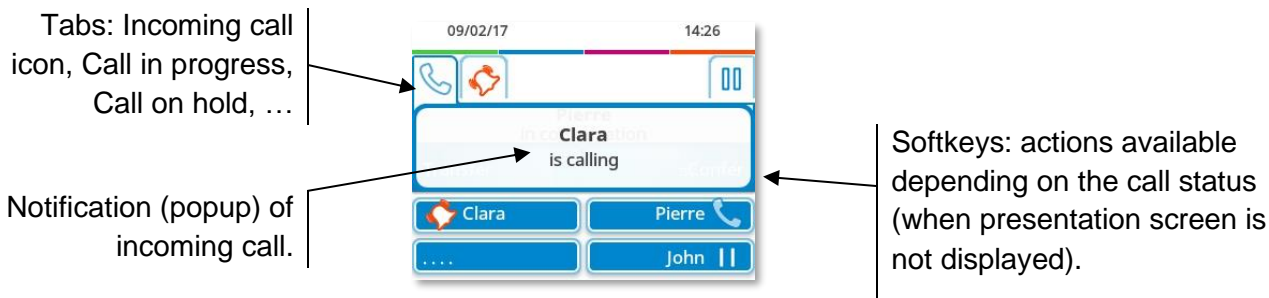 Tabs: Incoming call
icon, Call in progress,
Call on hold, …
Notification (popup) of
incoming call.
09/02/17 14:26
Pierre
In conversation
Clara
is calling
Transfer Confer
Clara Pierre
.... John
Softkeys: actions available
depending on the call status
(when presentation screen is
not displayed).